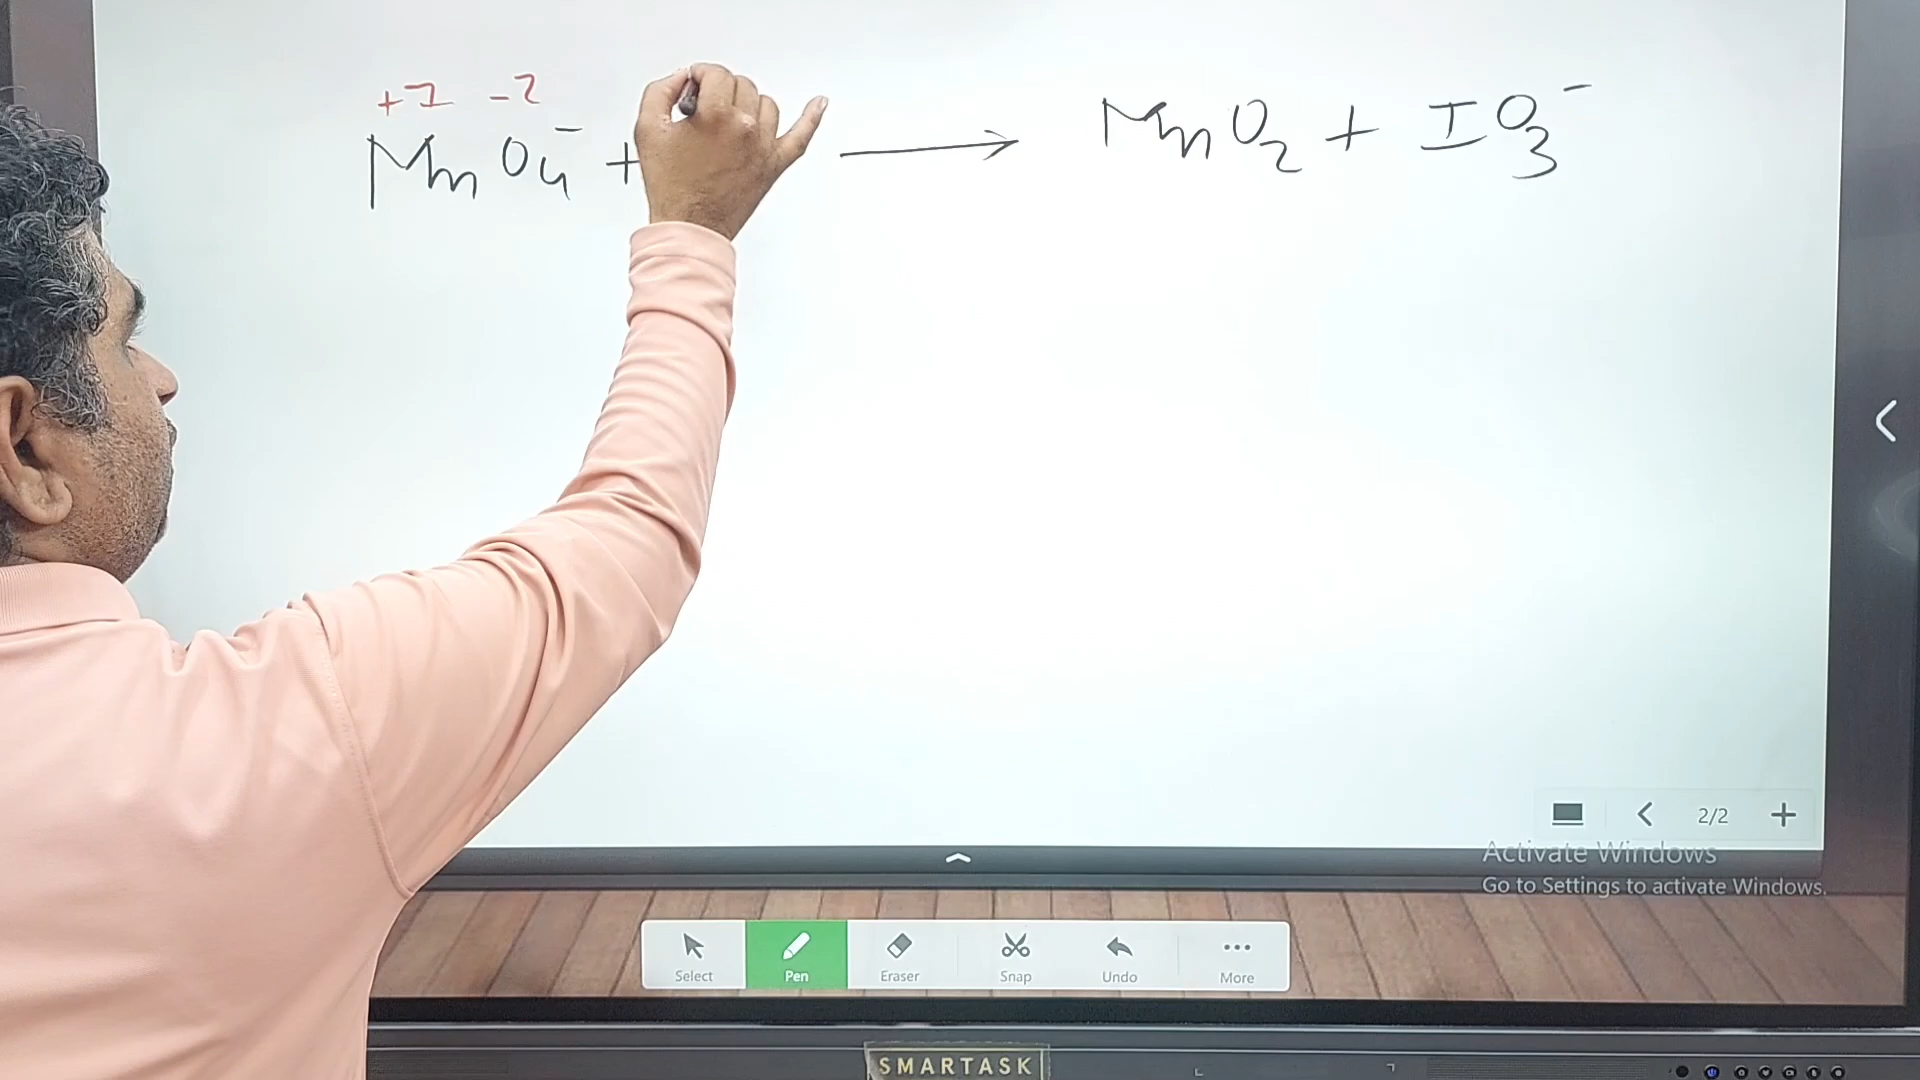 +7 -2
MnO4- + → MnO2 + IO3-
2/2
Activate Windows
Go to Settings to activate Windows.
Select Pen Eraser Snap Undo More
SMARTASK